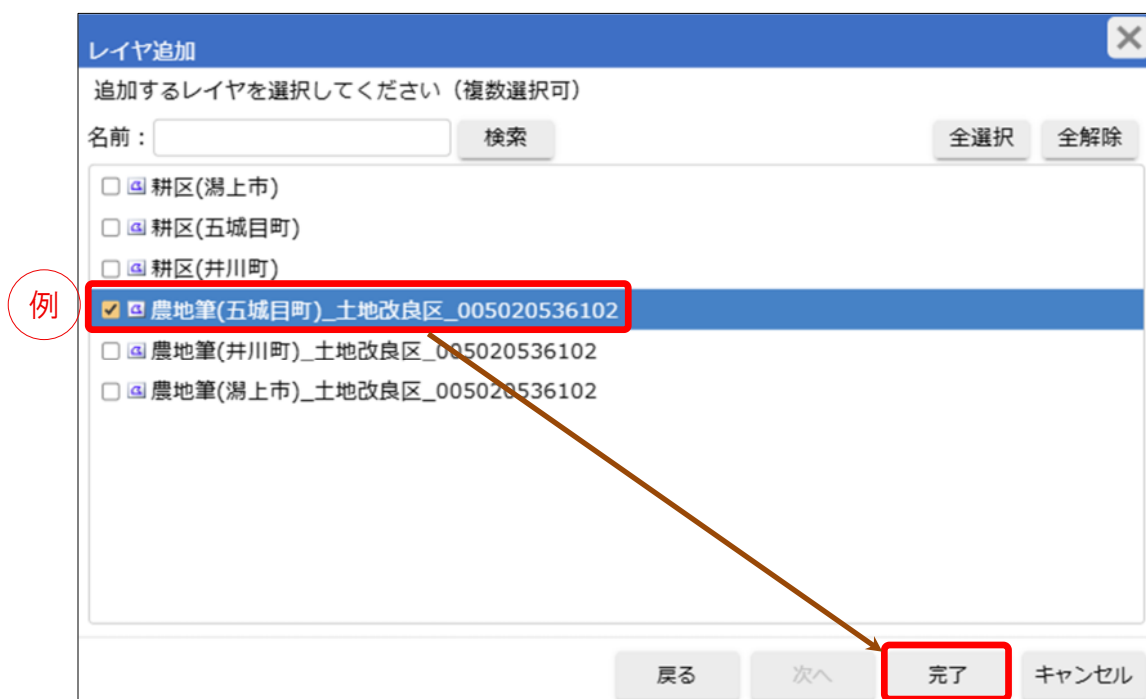 レイヤ追加
追加するレイヤを選択してください（複数選択可）
名前： 検索 全選択 全解除
耕区(潟上市)
耕区(五城目町)
耕区(井川町)
例
農地筆(五城目町)_土地改良区_005020536102
農地筆(井川町)_土地改良区_005020536102
農地筆(潟上市)_土地改良区_005020536102
戻る 次へ 完了 キャンセル